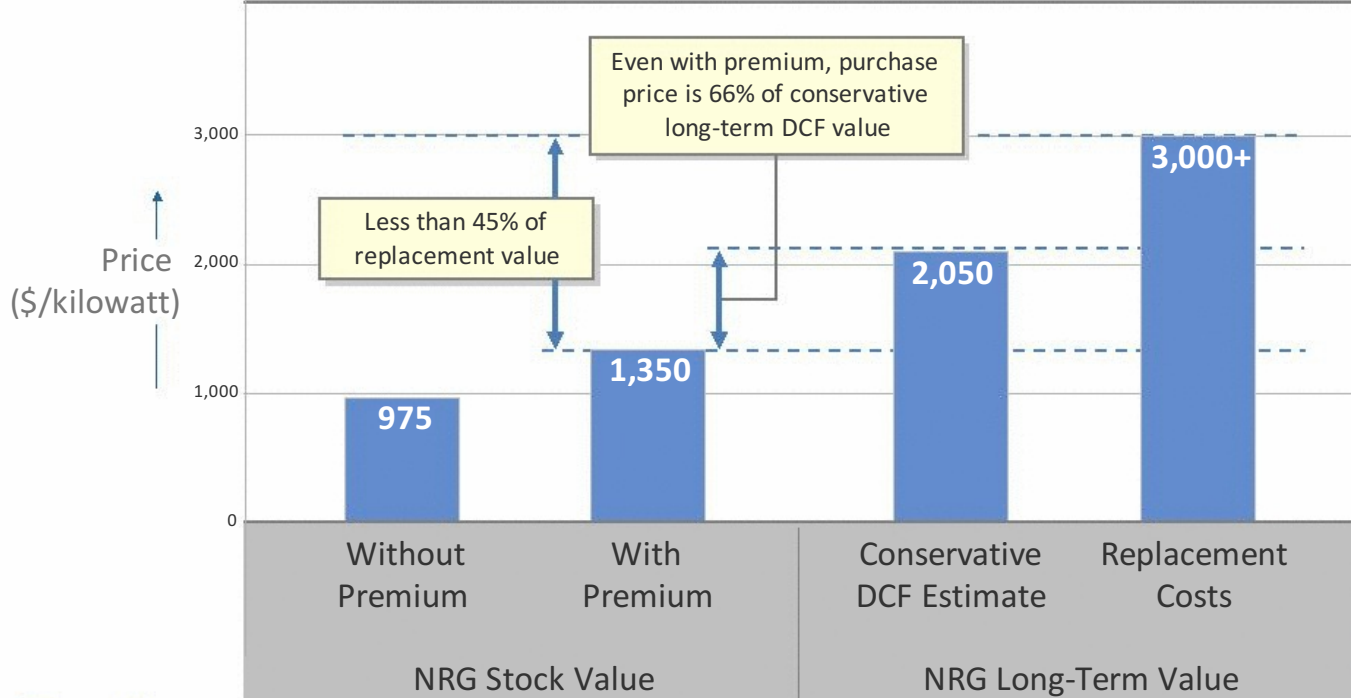 Even with premium, purchase
price is 66% of conservative
long-term DCF value
3,000
3,000+
Less than 45% of
replacement value
Price
($/kilowatt)
2,000
2,050
1,350
1,000
975
0
Without
Premium
With
Premium
Conservative
DCF Estimate
Replacement
Costs
NRG Stock Value
NRG Long-Term Value